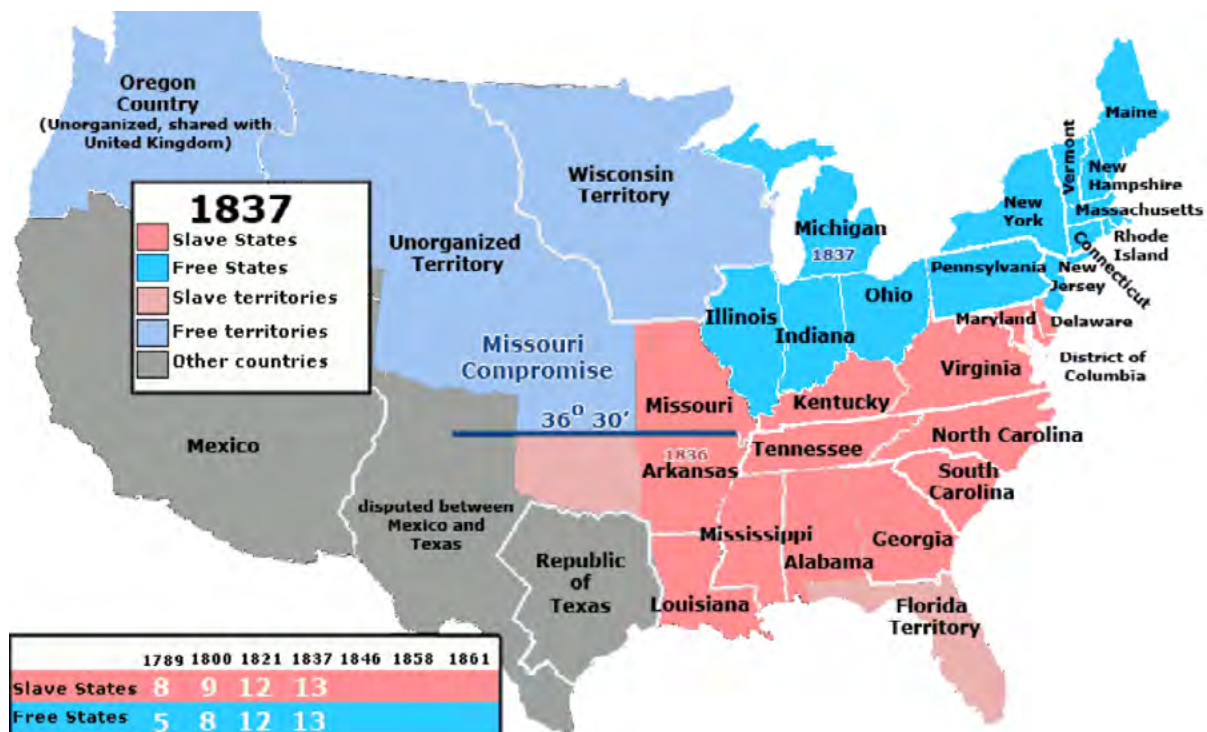 Oregon
Country
(Unorganized, shared with
United Kingdom)
1837
Slave States
Free States
Slave territories
Free territories
Other countries
Unorganized
Territory
Wisconsin
Territory
Michigan
1837
Maine
Vermont
New
Hampshire
New
York
Massachusetts
Rhode
Island
Connecticut
Pennsylvania
New
Jersey
Ohio
Illinois
Indiana
Maryland
Delaware
District of
Columbia
Virginia
Missouri
Compromise
36⁰ 30'
Missouri
Kentucky
1836
Arkansas
Tennessee
North Carolina
South
Carolina
Mexico
disputed between
Mexico and
Texas
Republic
of
Texas
Mississippi
Alabama
Georgia
Louisiana
Florida
Territory
1789 1800 1821 1837 1846 1858 1861
Slave States 8 9 12 13
Free States 5 8 12 13